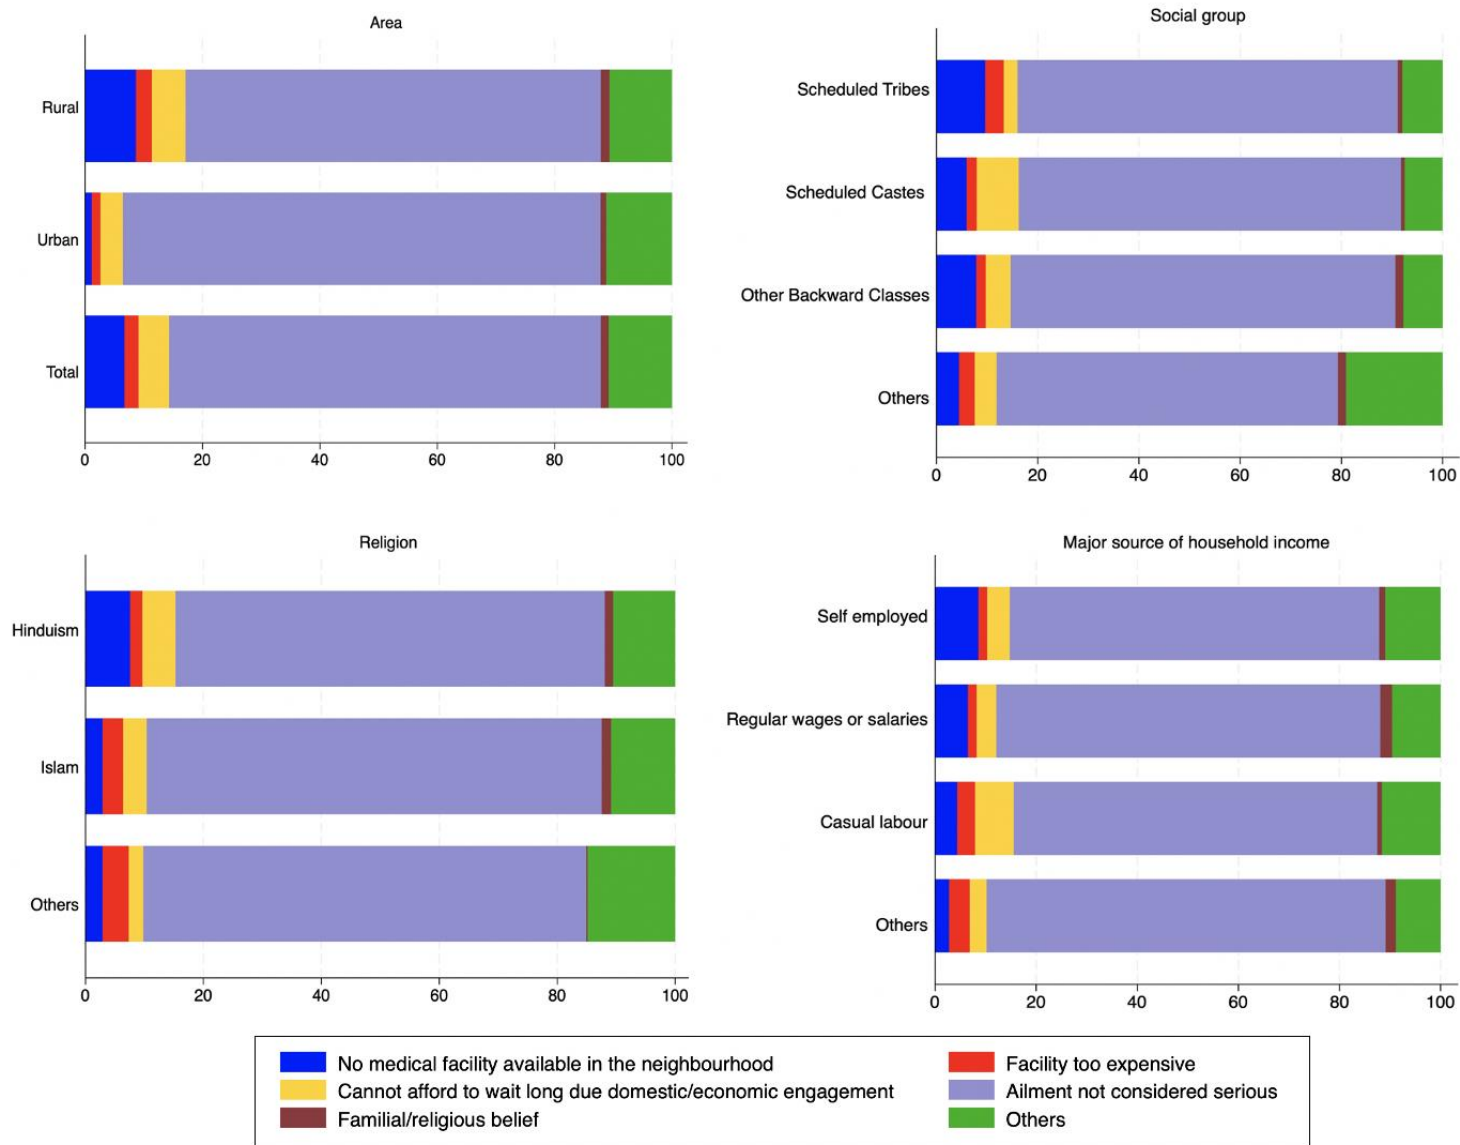 Area
Rural
Urban
Total
0 20 40 60 80 100
Social group
Scheduled Tribes
Scheduled Castes
Other Backward Classes
Others
0 20 40 60 80 100
Religion
Hinduism
Islam
Others
0 20 40 60 80 100
Major source of household income
Self employed
Regular wages or salaries
Casual labour
Others
0 20 40 60 80 100
No medical facility available in the neighbourhood
Facility too expensive
Cannot afford to wait long due domestic/economic engagement
Ailment not considered serious
Familial/religious belief
Others